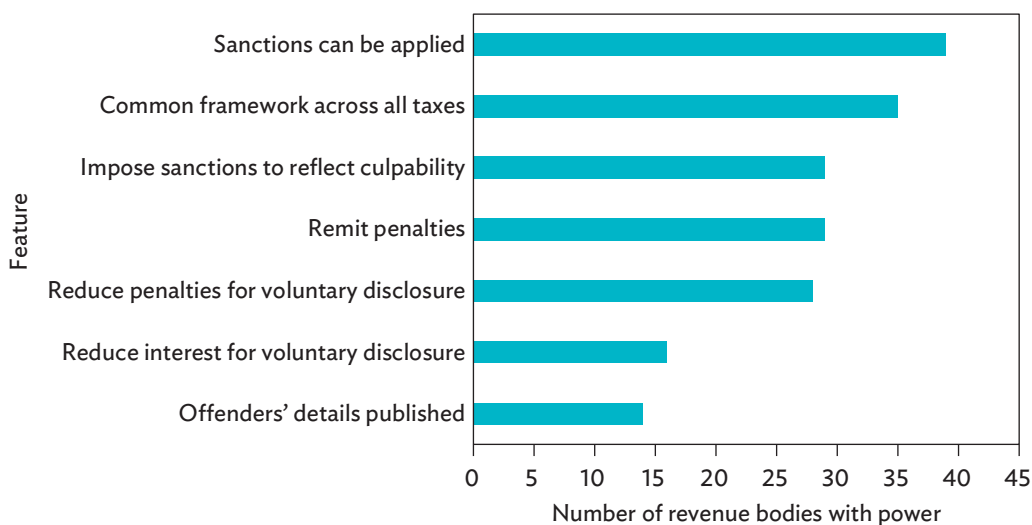 Sanctions can be applied
Common framework across all taxes
Impose sanctions to reflect culpability
Remit penalties
Reduce penalties for voluntary disclosure
Reduce interest for voluntary disclosure
Offenders’ details published
Feature
0 5 10 15 20 25 30 35 40 45
Number of revenue bodies with power